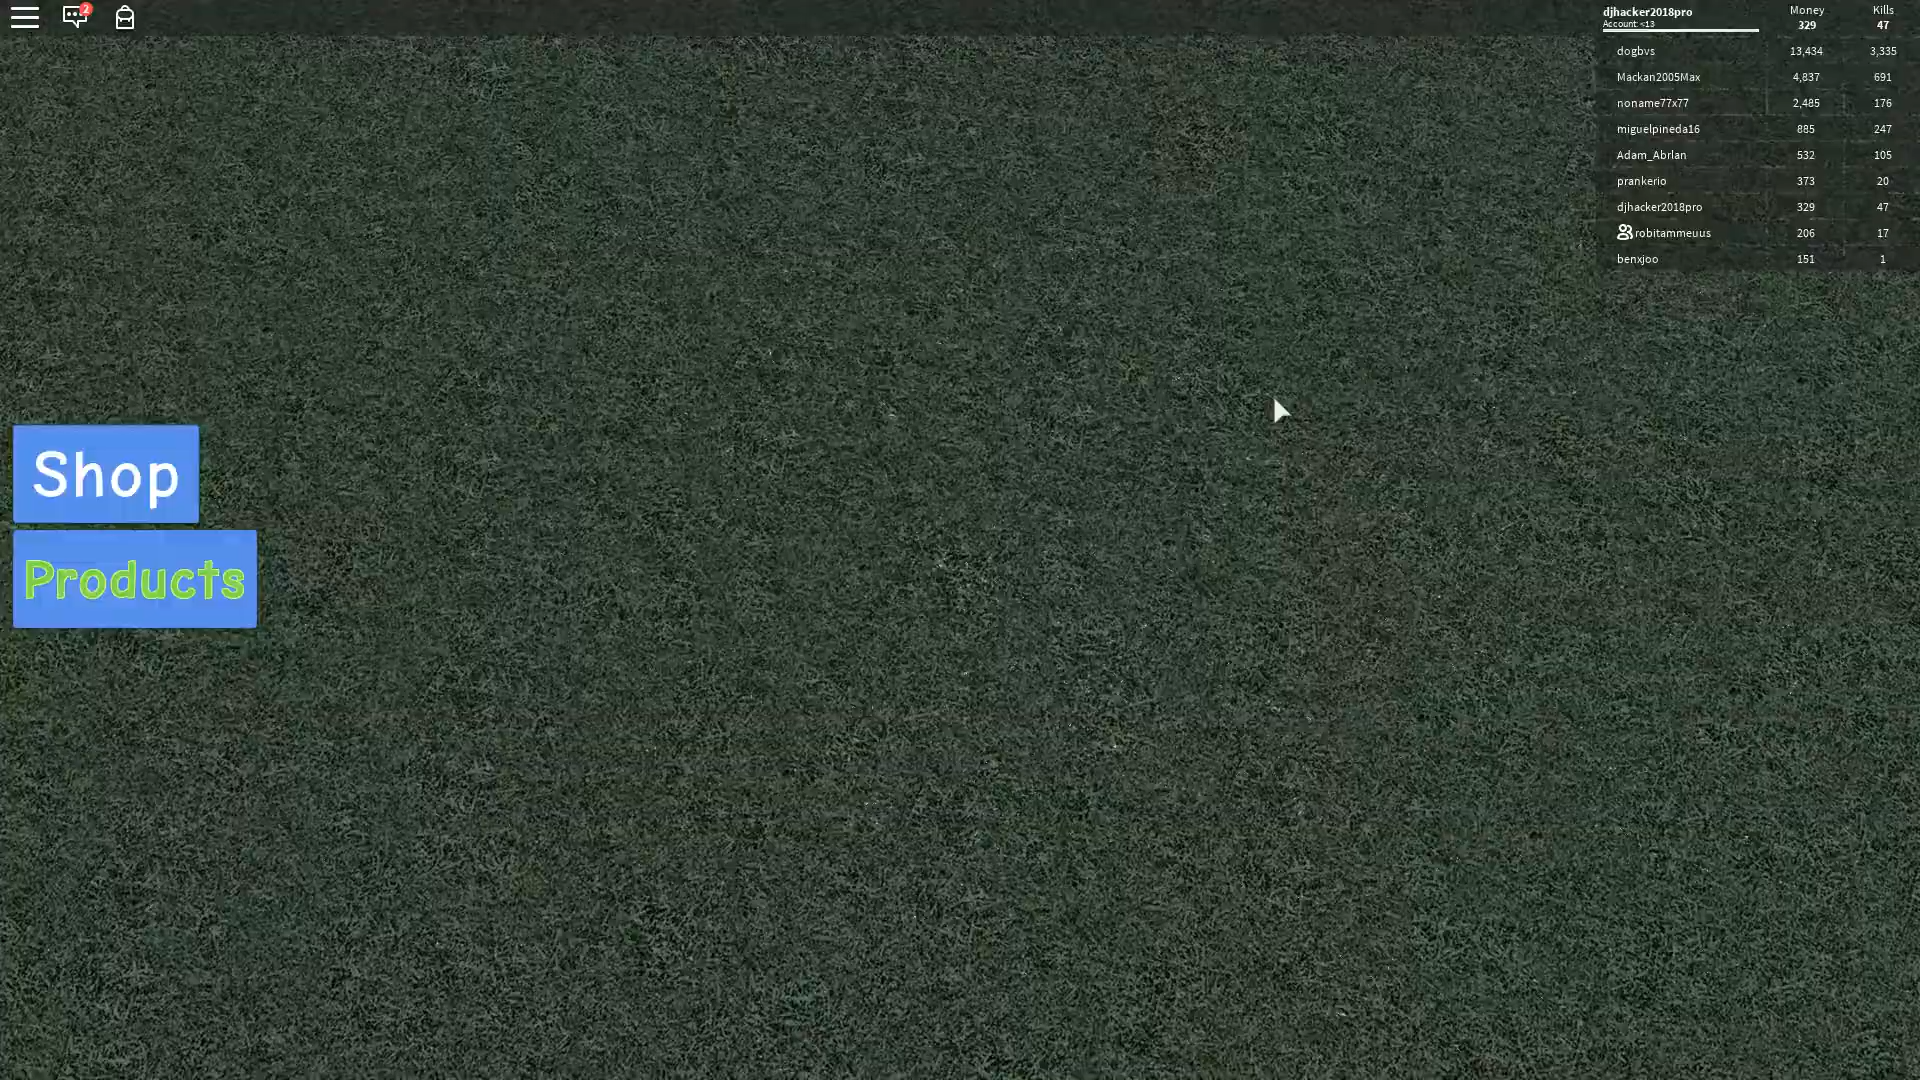 2
djhacker2018pro Money Kills
Account: <13 329 47
dogbvs 13,434 3,335
Mackan2005Max 4,837 691
noname77x77 2,485 176
miguelpineda16 885 247
Adam_Abrlan 532 105
prankerio 373 20
djhacker2018pro 329 47
robitammeuus 206 17
benxjoo 151 1
Shop
Products